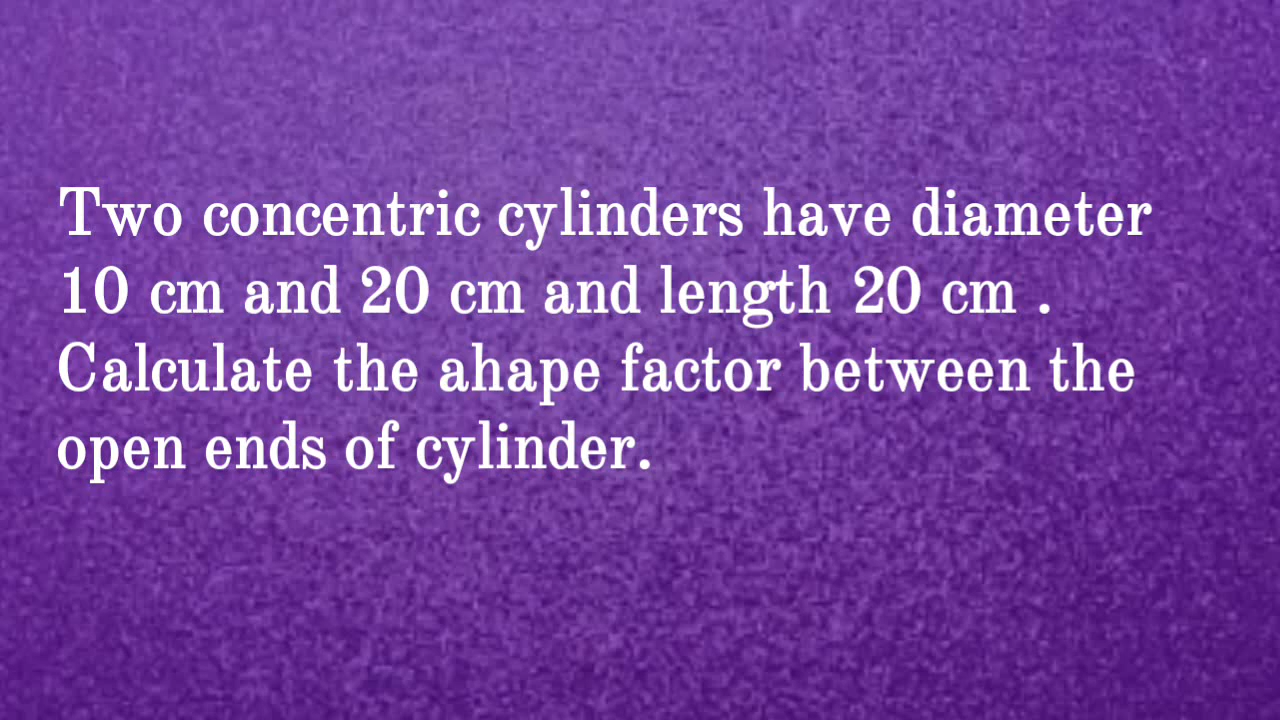 Two concentric cylinders have diameter
10 cm and 20 cm and length 20 cm .
Calculate the ahape factor between the
open ends of cylinder.